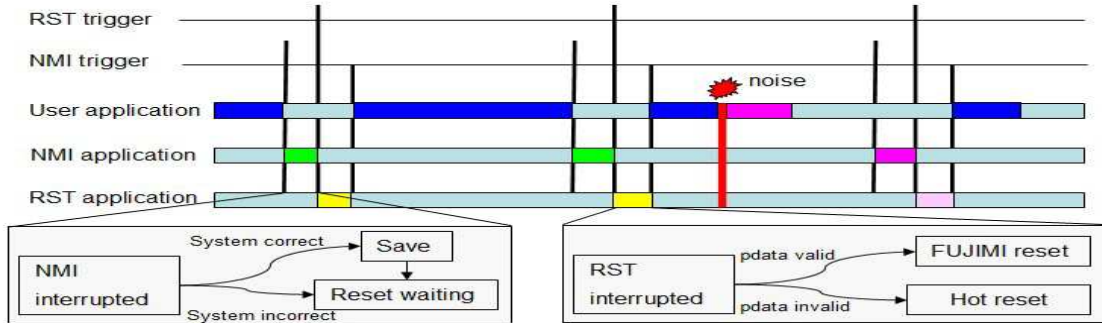 RST trigger
NMI trigger
noise
User application
NMI application
RST application
System correct
Save
NMI
interrupted
Reset waiting
System incorrect
pdata valid
FUJIMI reset
RST
interrupted
Hot reset
pdata invalid